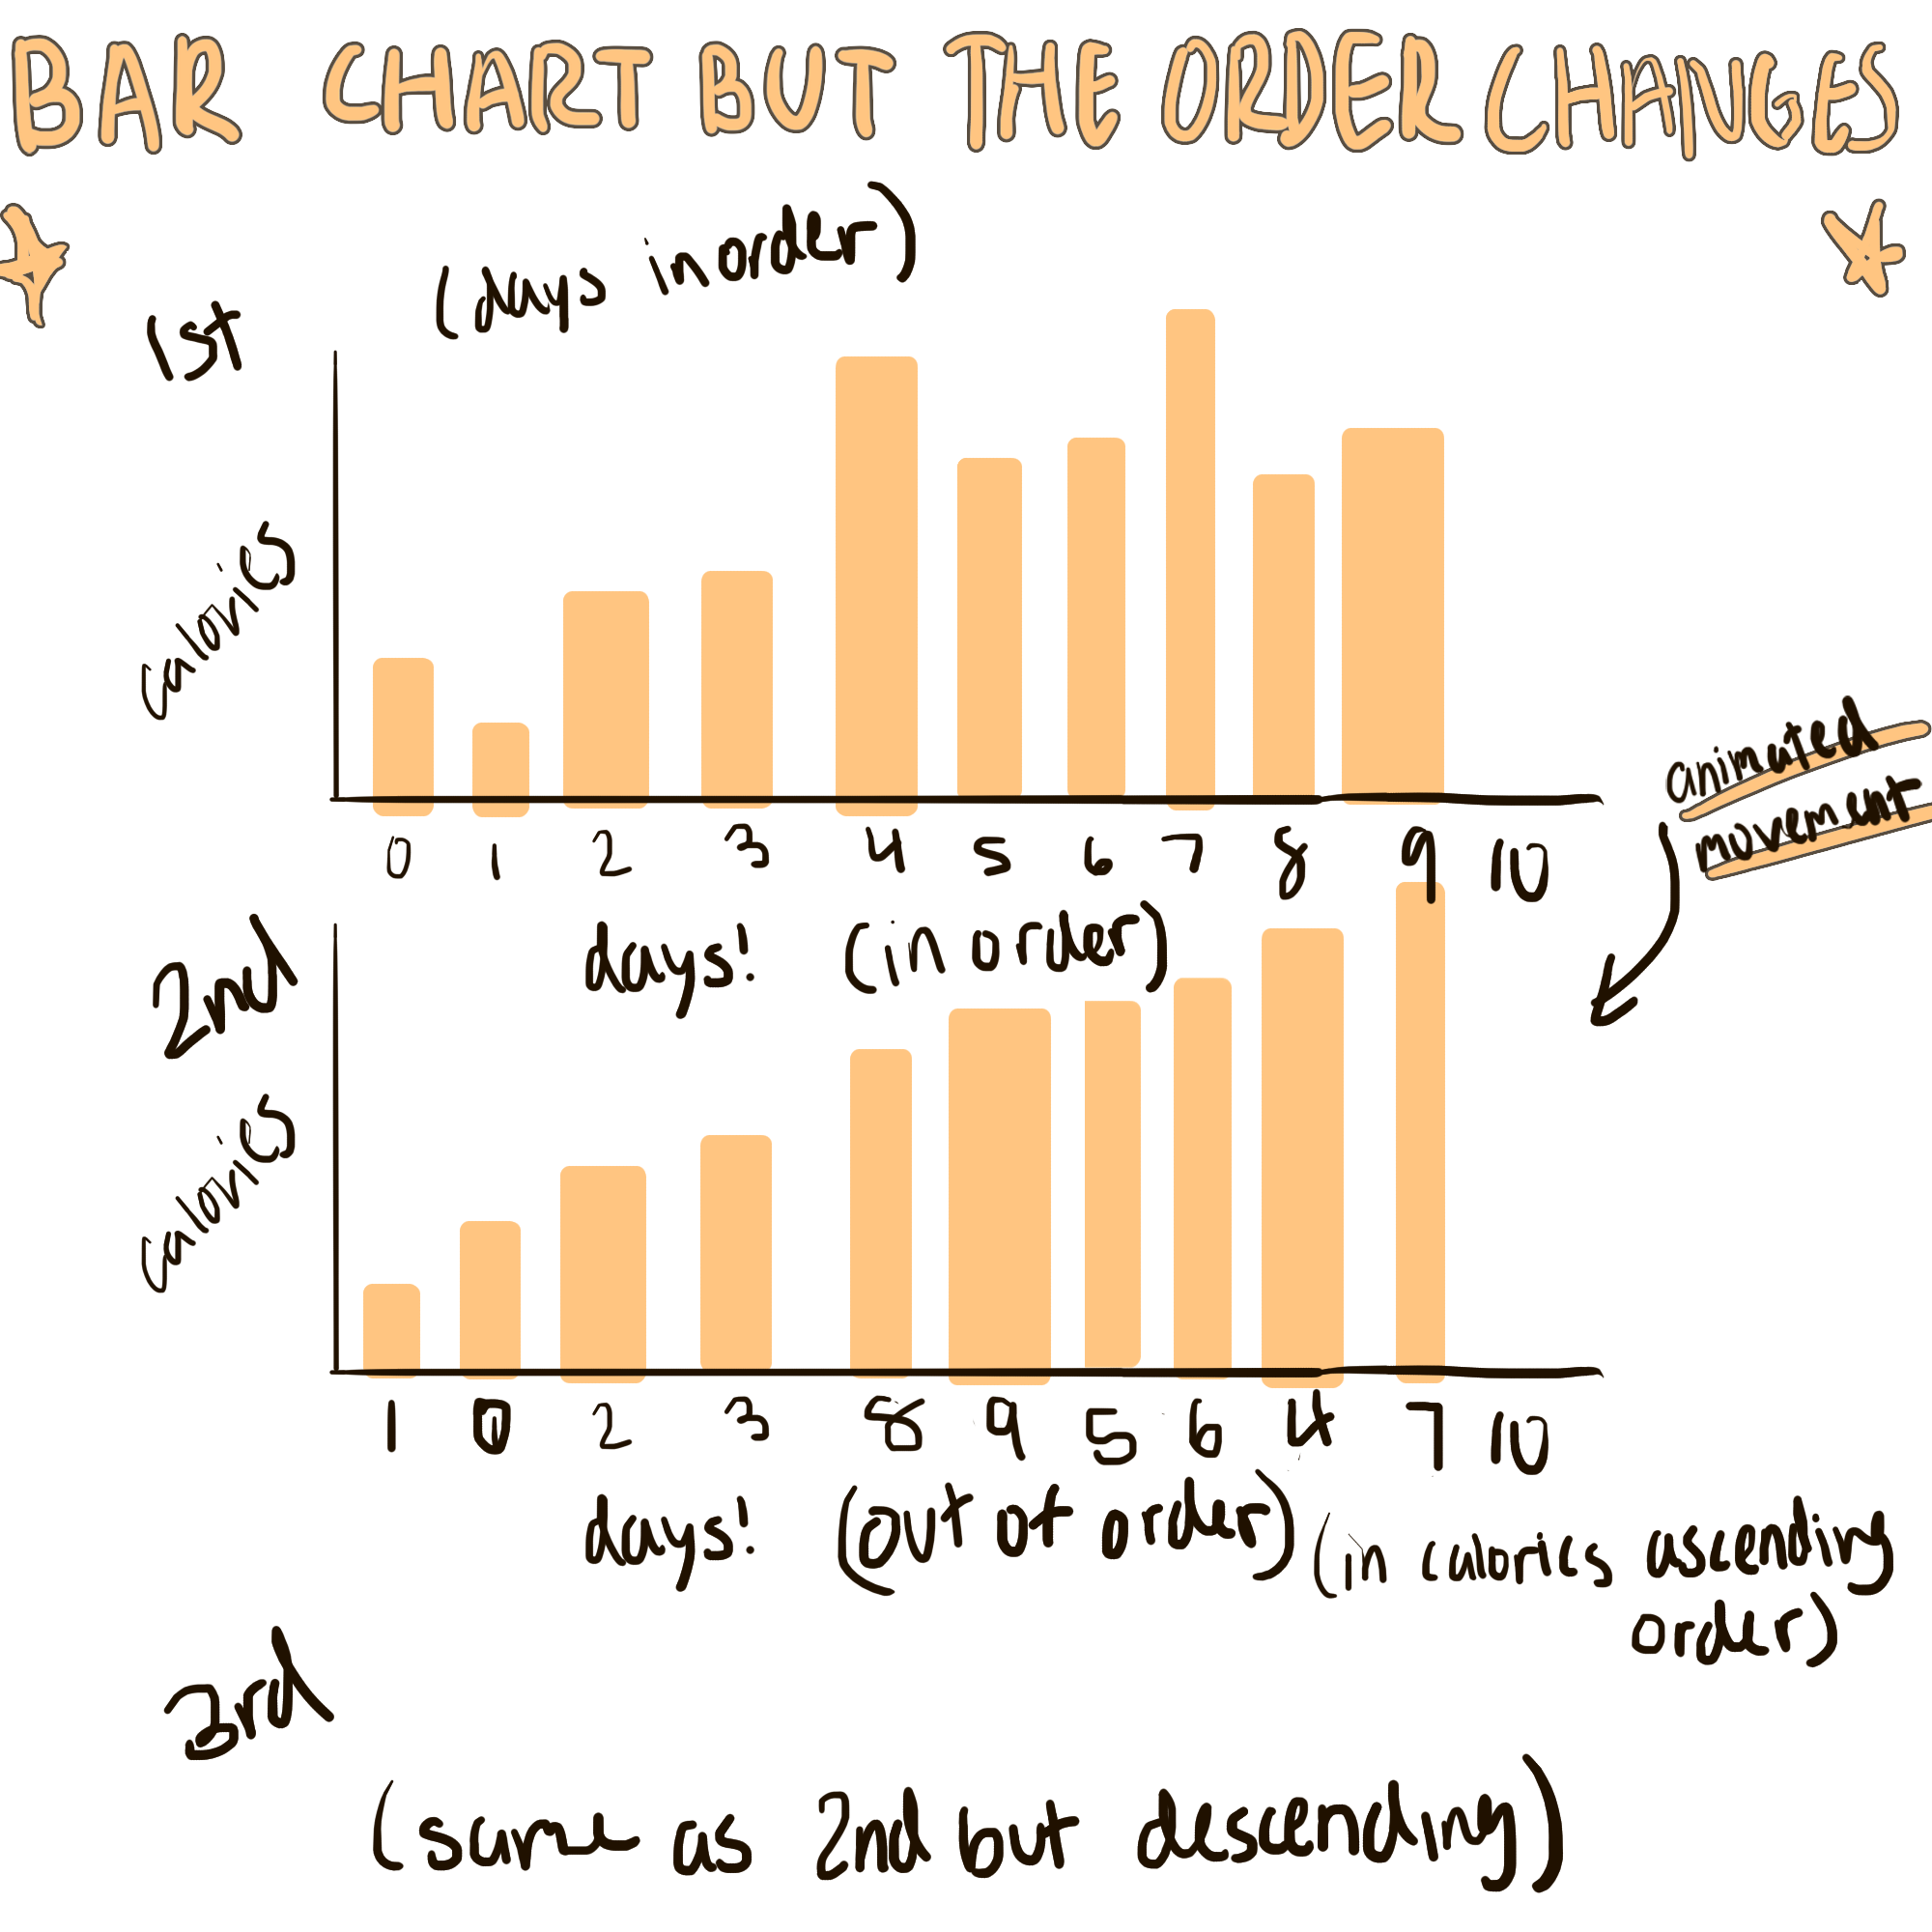 BAR CHART BUT THE ORDER CHANGES
1st
(days in order)
calories
0 1 2 3 4 5 6 7 8 9 10
days! (in order)
animated
movement
2nd
calories
1 0 2 3 8 9 5 6 4 7 10
days! (out of order) (in calories ascending
order)
3rd
(same as 2nd but descending)